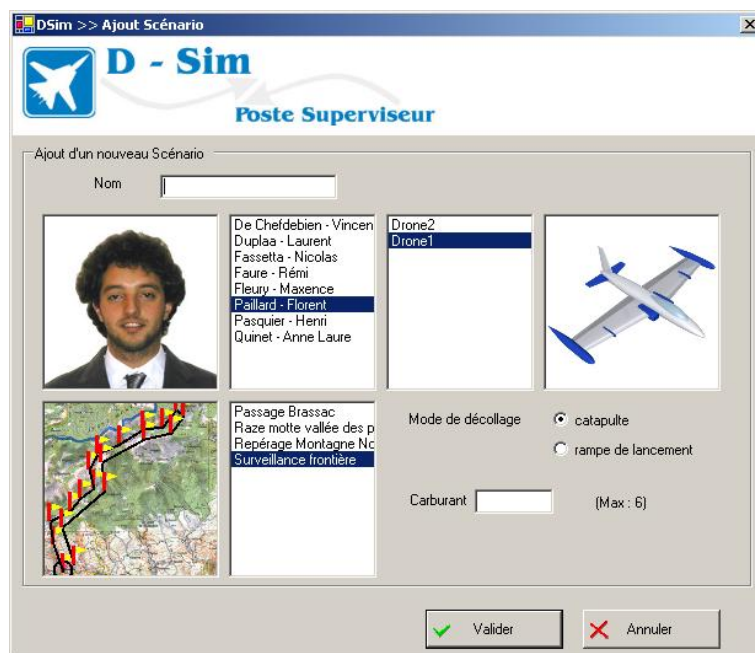 DSim >> Ajout Scénario
D - Sim
Poste Superviseur
Ajout d'un nouveau Scénario
Nom
De Chefdebien - Vincen
Duplaa - Laurent
Fassetta - Nicolas
Faure - Rémi
Fleury - Maxence
Paillard - Florent
Pasquier - Henri
Quinet - Anne Laure
Drone2
Drone1
Passage Brassac
Raze motte vallée des p
Repérage Montagne No
Surveillance frontière
Mode de décollage
catapulte
rampe de lancement
Carburant
(Max : 6)
Valider
Annuler